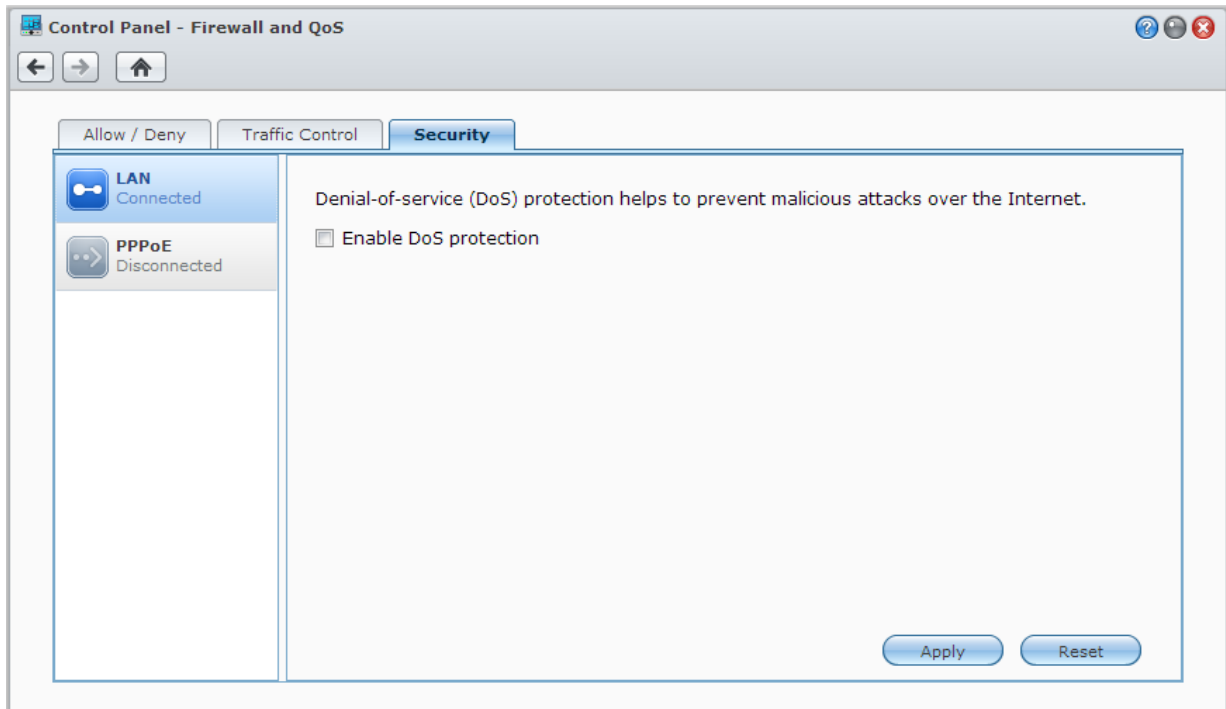 Control Panel - Firewall and QoS
Allow / Deny
Traffic Control
Security
LAN
Connected
PPPoE
Disconnected
Denial-of-service (DoS) protection helps to prevent malicious attacks over the Internet.
Enable DoS protection
Apply
Reset